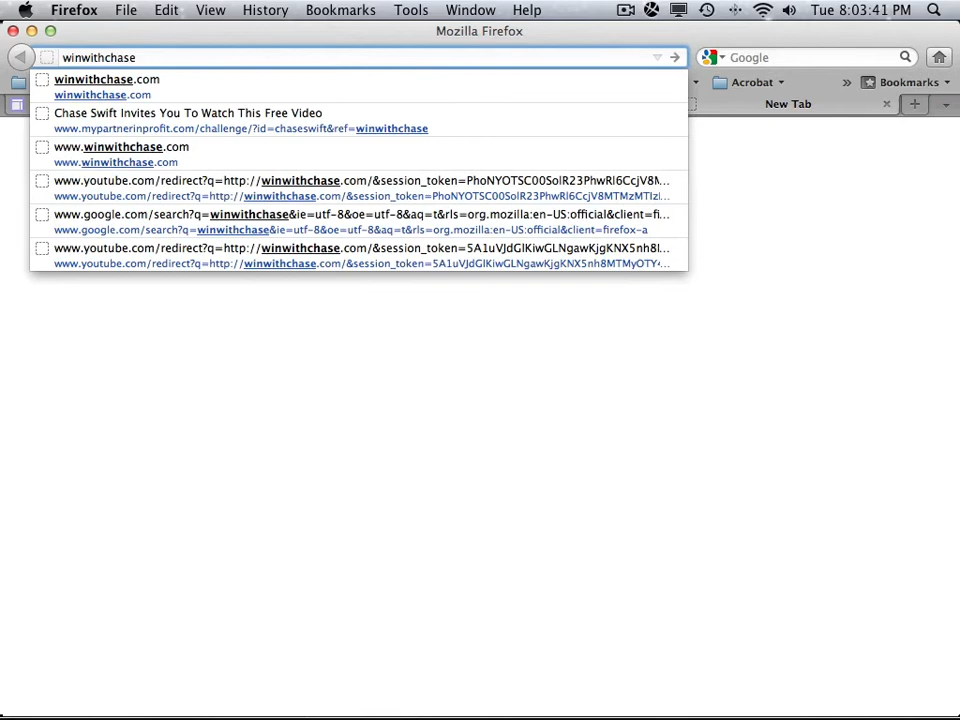 Firefox File Edit View History Bookmarks Tools Window Help Tue 8:03:41 PM
Mozilla Firefox
winwithchase Google
Acrobat » Bookmarks
New Tab
winwithchase.com
winwithchase.com
Chase Swift Invites You To Watch This Free Video
www.mypartnerinprofit.com/challenge/?id=chaseswift&ref=winwithchase
www.winwithchase.com
www.winwithchase.com
www.youtube.com/redirect?q=http://winwithchase.com/&session_token=PhoNYOTSC00SolR23PhwRl6CcjV8M...
www.youtube.com/redirect?q=http://winwithchase.com/&session_token=PhoNYOTSC00SolR23PhwRl6CcjV8MTMzMTIzI...
www.google.com/search?q=winwithchase&ie=utf-8&oe=utf-8&aq=t&rls=org.mozilla:en-US:official&client=fi...
www.google.com/search?q=winwithchase&ie=utf-8&oe=utf-8&aq=t&rls=org.mozilla:en-US:official&client=firefox-a
www.youtube.com/redirect?q=http://winwithchase.com/&session_token=5A1uVJdGlKiwGLNgawKjgKNX5nh8l...
www.youtube.com/redirect?q=http://winwithchase.com/&session_token=5A1uVJdGlKiwGLNgawKjgKNX5nh8MTMyOTY...